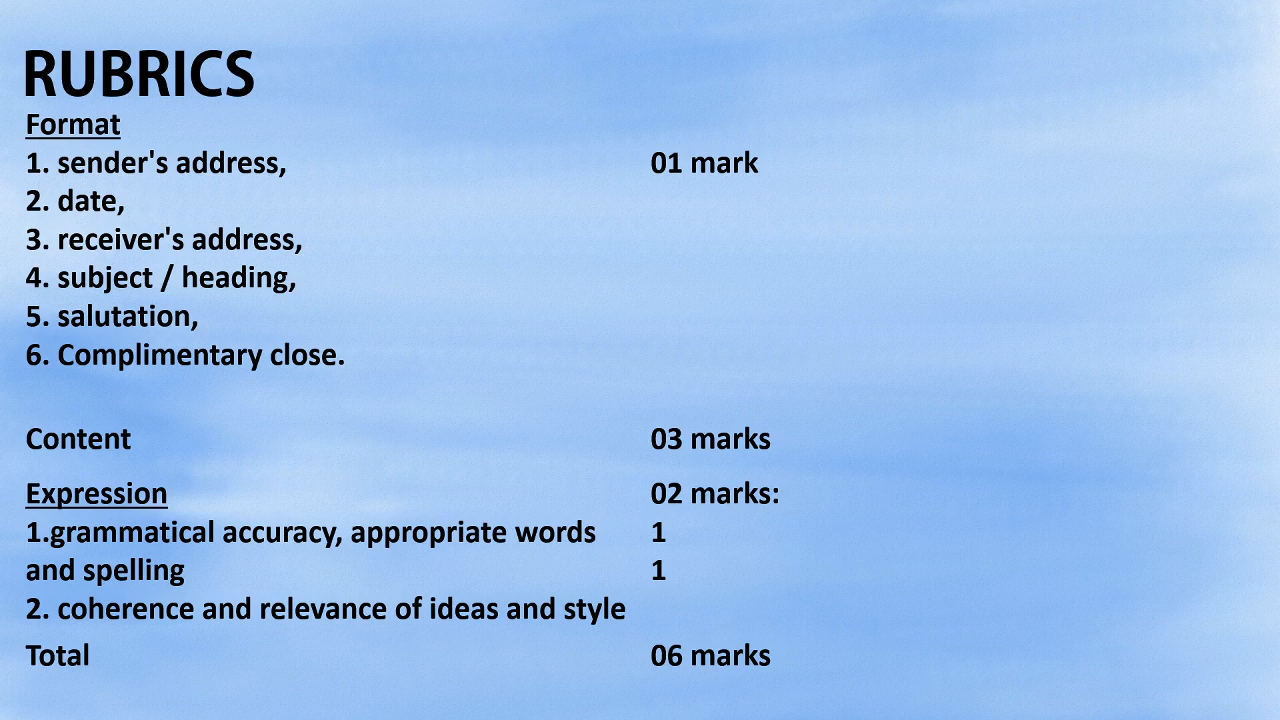 RUBRICS
Format
1. sender's address, 01 mark
2. date,
3. receiver's address,
4. subject / heading,
5. salutation,
6. Complimentary close.
Content 03 marks
Expression 02 marks:
1.grammatical accuracy, appropriate words 1
and spelling 1
2. coherence and relevance of ideas and style
Total 06 marks